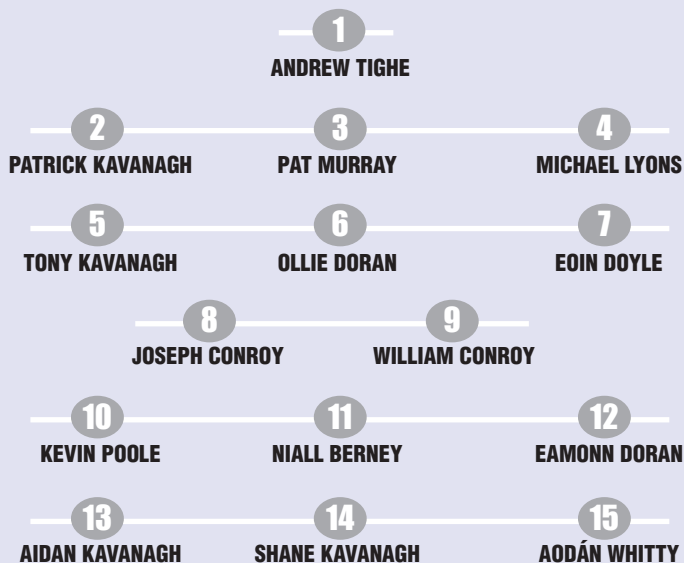 1
ANDREW TIGHE
2 3 4
PATRICK KAVANAGH PAT MURRAY MICHAEL LYONS
5 6 7
TONY KAVANAGH OLLIE DORAN EOIN DOYLE
8 9
JOSEPH CONROY WILLIAM CONROY
10 11 12
KEVIN POOLE NIALL BERNEY EAMONN DORAN
13 14 15
AIDAN KAVANAGH SHANE KAVANAGH AODÁN WHITTY